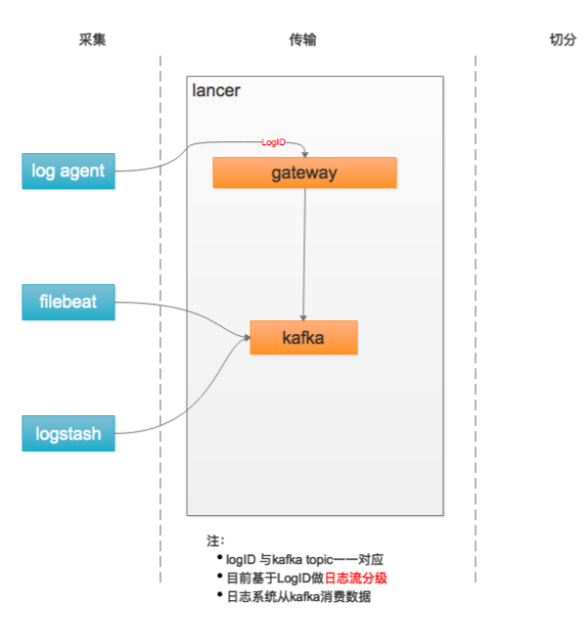 采集
传输
切分
lancer
LogID
log agent
gateway
filebeat
kafka
logstash
注：
• logID 与kafka topic一一对应
• 目前基于LogID做日志流分级
• 日志系统从kafka消费数据